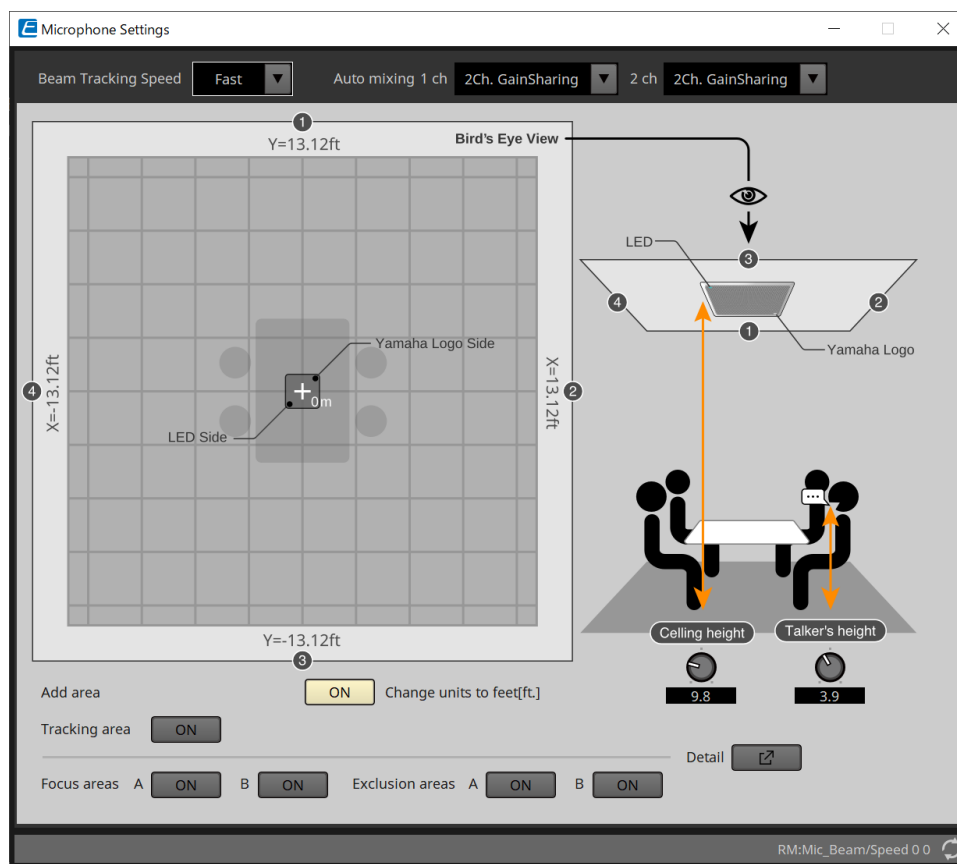 Microphone Settings
Beam Tracking Speed Fast Auto mixing 1 ch 2Ch. GainSharing 2 ch 2Ch. GainSharing
1
Y=13.12ft
Bird's Eye View
LED
3
4
2
1
Yamaha Logo
Yamaha Logo Side
4
X=-13.12ft
0m
X=13.12ft
2
LED Side
Y=-13.12ft
3
Celling height
Talker's height
9.8
3.9
Add area
ON Change units to feet[ft.]
Tracking area ON
Detail
Focus areas A ON B ON Exclusion areas A ON B ON
RM:Mic_Beam/Speed 0 0